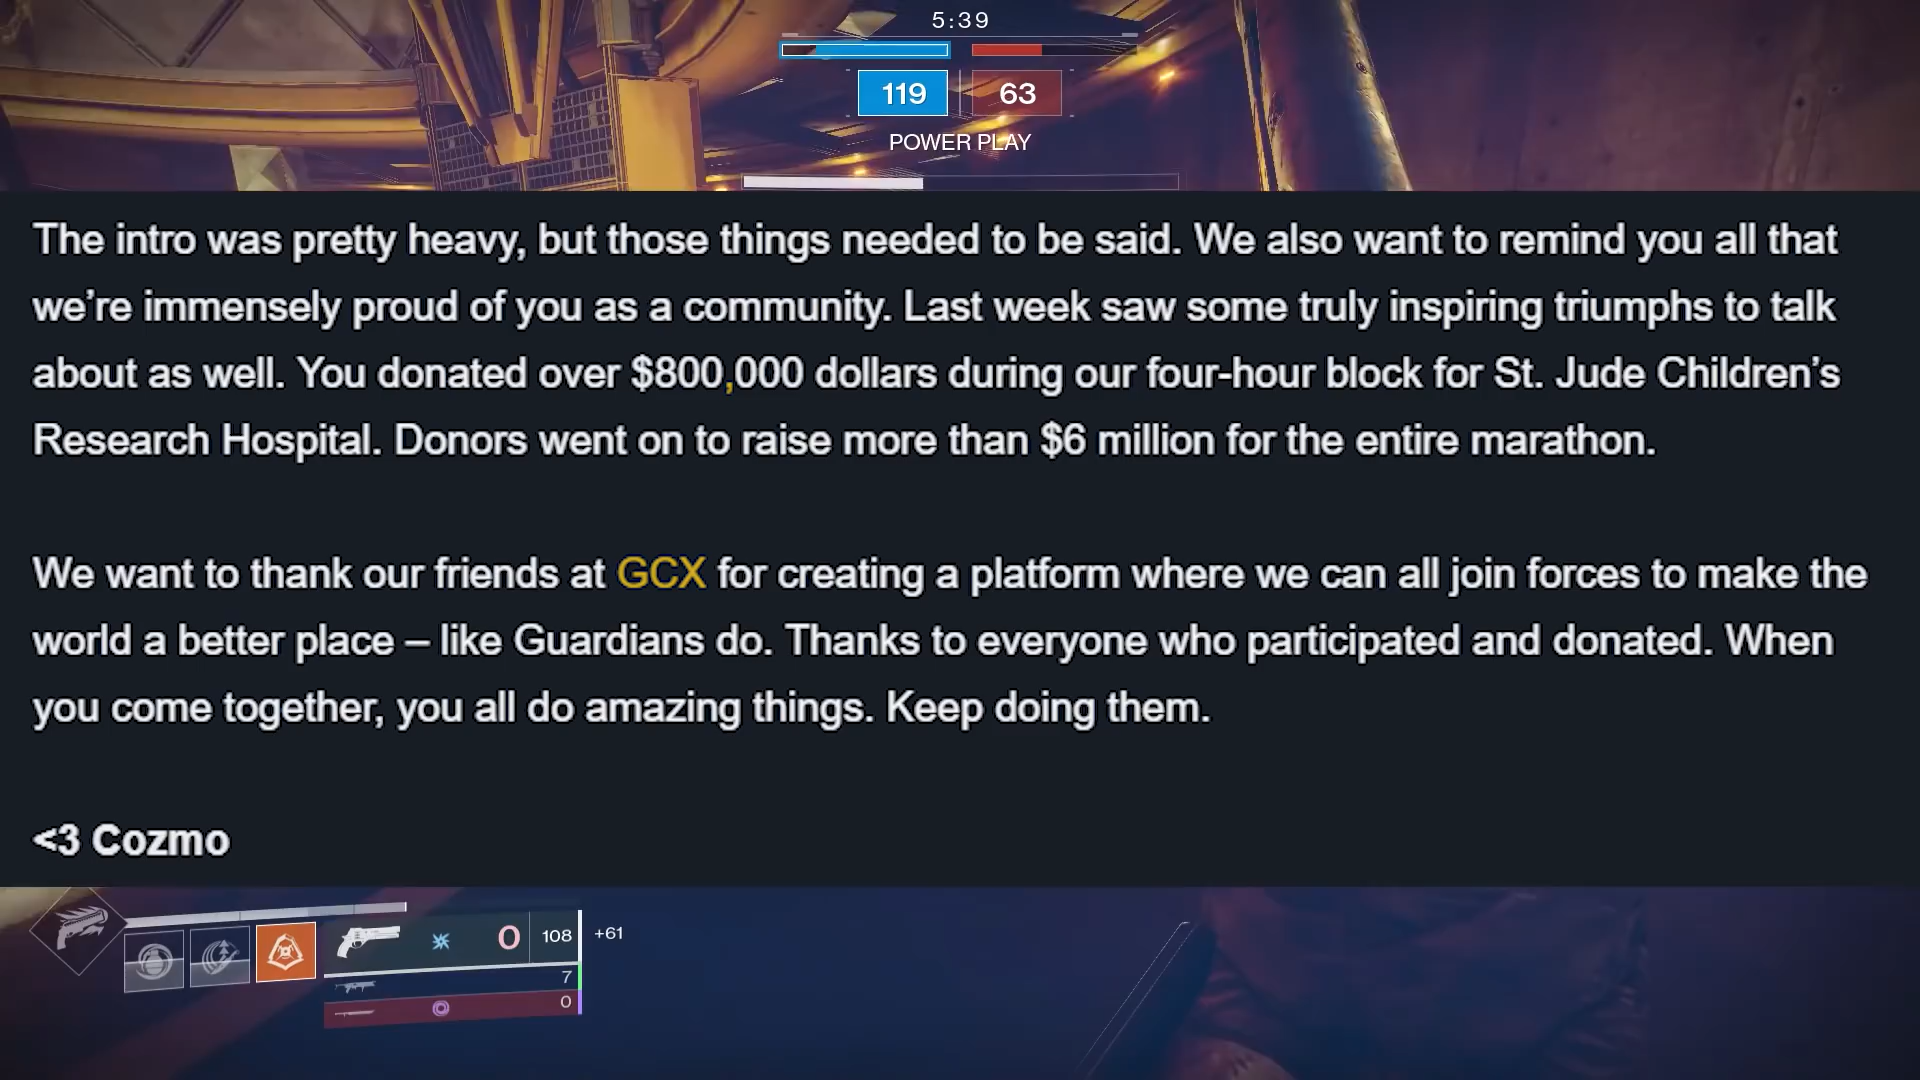 5:39
119 63
POWER PLAY
The intro was pretty heavy, but those things needed to be said. We also want to remind you all that
we’re immensely proud of you as a community. Last week saw some truly inspiring triumphs to talk
about as well. You donated over $800,000 dollars during our four-hour block for St. Jude Children’s
Research Hospital. Donors went on to raise more than $6 million for the entire marathon.
We want to thank our friends at GCX for creating a platform where we can all join forces to make the
world a better place – like Guardians do. Thanks to everyone who participated and donated. When
you come together, you all do amazing things. Keep doing them.
<3 Cozmo
0 108 +61
7
0